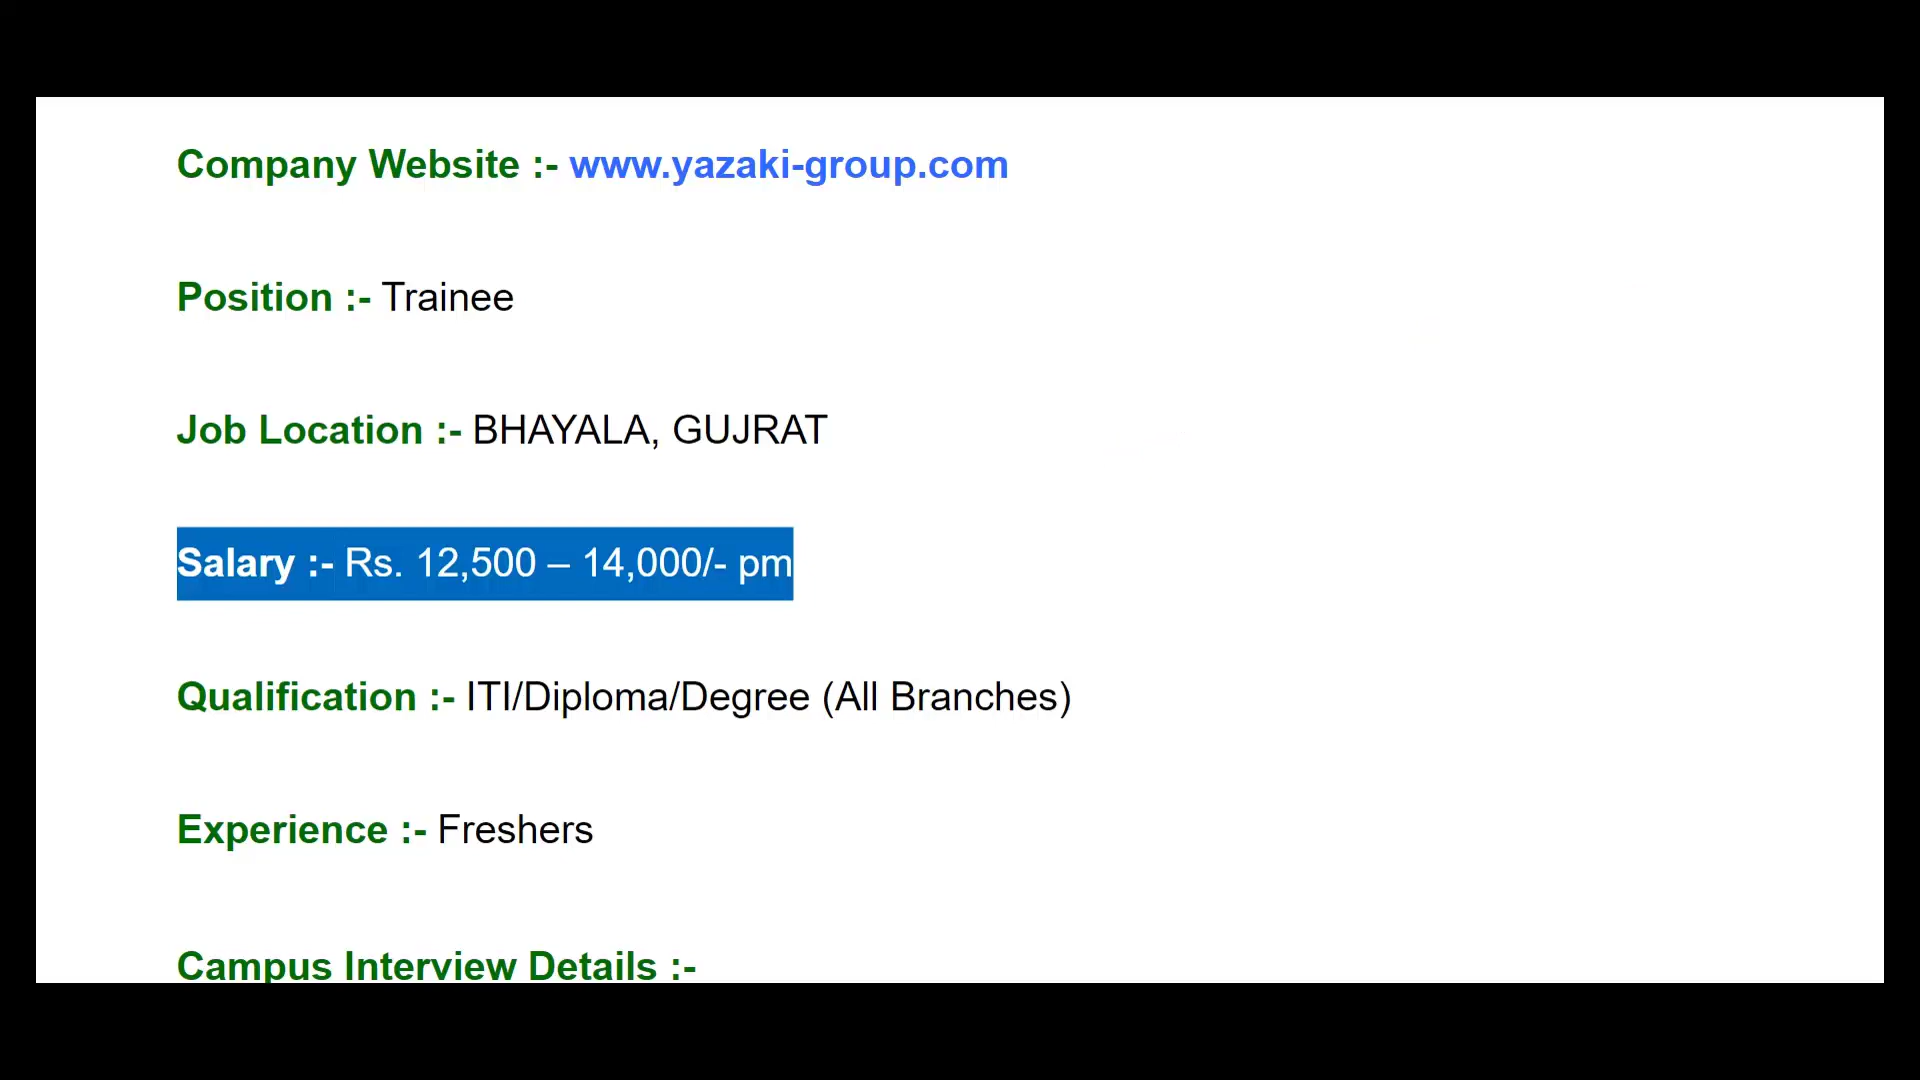 Company Website :- www.yazaki-group.com
Position :- Trainee
Job Location :- BHAYALA, GUJRAT
Salary :- Rs. 12,500 – 14,000/- pm
Qualification :- ITI/Diploma/Degree (All Branches)
Experience :- Freshers
Campus Interview Details :-